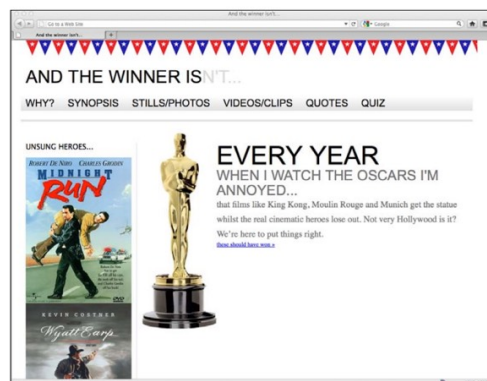 And the winner isn't...
Go to a Web Site
Google
And the winner isn't...
AND THE WINNER ISN'T...
WHY? SYNOPSIS STILLS/PHOTOS VIDEOS/CLIPS QUOTES QUIZ
UNSUNG HEROES...
ROBERT DE NIRO CHARLES GRODIN
MIDNIGHT
RUN
DVD
KEVIN COSTNER
Wyatt Earp
EVERY YEAR
WHEN I WATCH THE OSCARS I'M
ANNOYED...
that films like King Kong, Moulin Rouge and Munich get the statue
whilst the real cinematic heroes lose out. Not very Hollywood is it?
We're here to put things right.
these should have won »